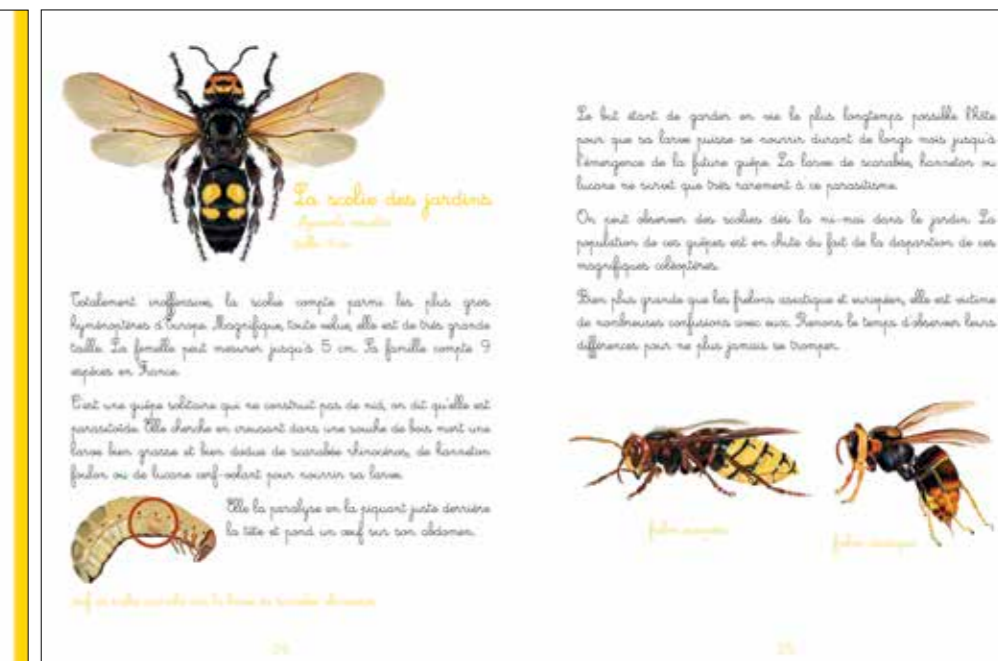 La scolie des jardins
Totalement inoffensive, la scolie compte parmi les plus gros
hyménoptères d'Europe. Magnifique, toute velue, elle est de très grande
taille. La femelle peut mesurer jusqu'à 5 cm. Sa famille compte 9
espèces en France.
C'est une guêpe solitaire qui ne construit pas de nid, on dit qu'elle est
parasitoïde. Elle cherche en creusant dans une souche de bois mort une
larve bien grasse et bien dodue de scarabée rhinocéros, de hanneton
foulon ou de lucane cerf-volant pour nourrir sa larve.
Elle la paralyse en la piquant juste derrière
la tête et pond un œuf sur son abdomen.
24
Le but étant de garder en vie le plus longtemps possible l'hôte
pour que sa larve puisse se nourrir durant de longs mois jusqu'à
l'émergence de la future guêpe. La larve de scarabée, hanneton ou
lucane ne survit que très rarement à ce parasitisme.
On peut observer des scolies dès la mi-mai dans le jardin. La
population de ces guêpes est en chute du fait de la disparition de ces
magnifiques coléoptères.
Bien plus grande que les frelons asiatique et européen, elle est victime
de nombreuses confusions avec eux. Prenons le temps d'observer leurs
différences pour ne plus jamais se tromper.
frelon européen
frelon asiatique
25